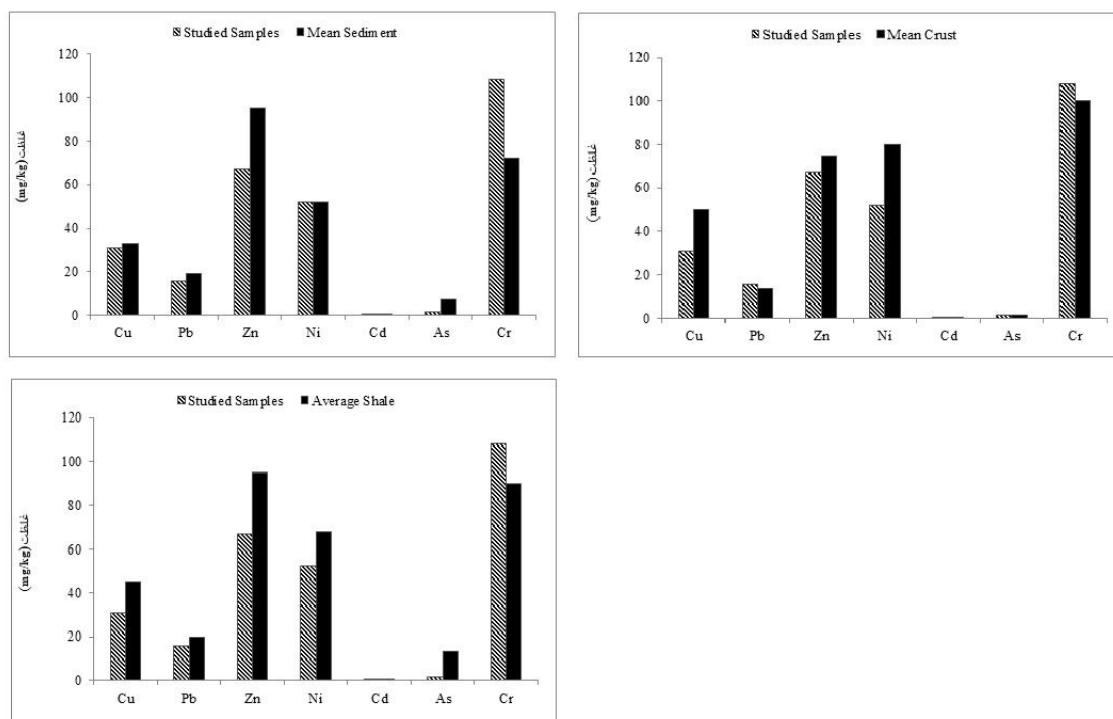 Studied Samples Mean Sediment
120
100
80
60
40
20
0
غلظت (mg/kg)
Cu Pb Zn Ni Cd As Cr
Studied Samples Mean Crust
120
100
80
60
40
20
0
غلظت (mg/kg)
Cu Pb Zn Ni Cd As Cr
Studied Samples Average Shale
120
100
80
60
40
20
0
غلظت (mg/kg)
Cu Pb Zn Ni Cd As Cr